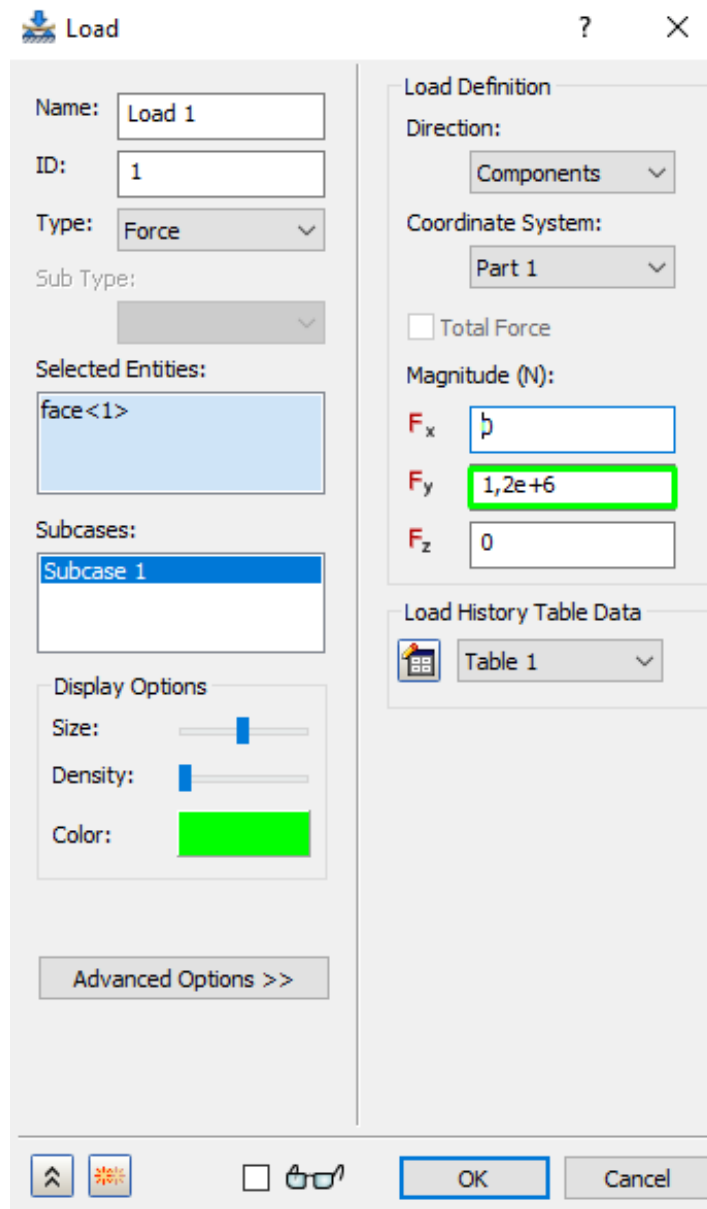 Load
?
Name: Load 1
ID: 1
Type: Force
Sub Type:
Selected Entities:
face<1>
Subcases:
Subcase 1
Display Options
Size:
Density:
Color:
Advanced Options >>
Load Definition
Direction:
Components
Coordinate System:
Part 1
Total Force
Magnitude (N):
Fx 0
Fy 1,2e+6
Fz 0
Load History Table Data
Table 1
OK Cancel